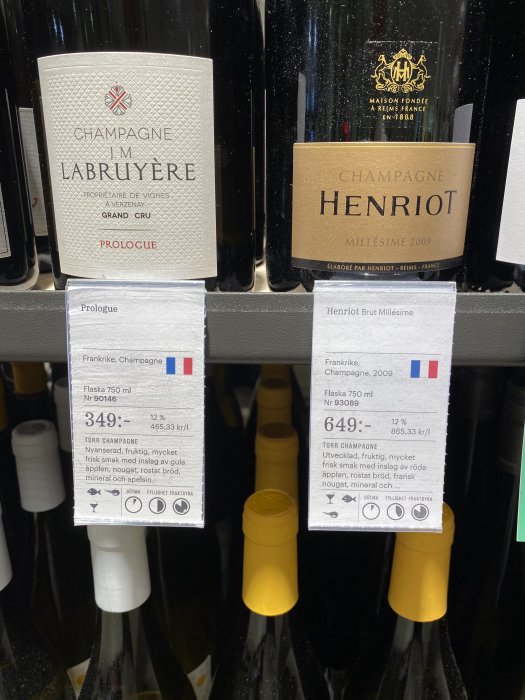 CHAMPAGNE
J.M.
LABRUYÈRE
PROPRIÉTAIRE DE VIGNES
À VERZENAY
GRAND CRU
PROLOGUE
MAISON FONDÉE
À REIMS FRANCE
EN 1808
CHAMPAGNE
HENRIOT
MILLÉSIME 2009
ÉLABORÉ PAR HENRIOT - REIMS - FRANCE
Prologue
Frankrike, Champagne
Flaska 750 ml
Nr 90146
349:-
12 %
465,33 kr/l
TORR CHAMPAGNE
Nyanserad, fruktig, mycket
frisk smak med inslag av gula
äpplen, nougat, rostat bröd,
mineral och apelsin.
SÖTMA FYLLIGHET FRUKTSYRA
Henriot Brut Millésime
Frankrike,
Champagne, 2009
Flaska 750 ml
Nr 93089
649:-
12 %
865,33 kr/l
TORR CHAMPAGNE
Utvecklad, fruktig, mycket
frisk smak med inslag av röda
äpplen, rostat bröd, fransk
nougat, mineral och ...
SÖTMA FYLLIGHET FRUKTSYRA